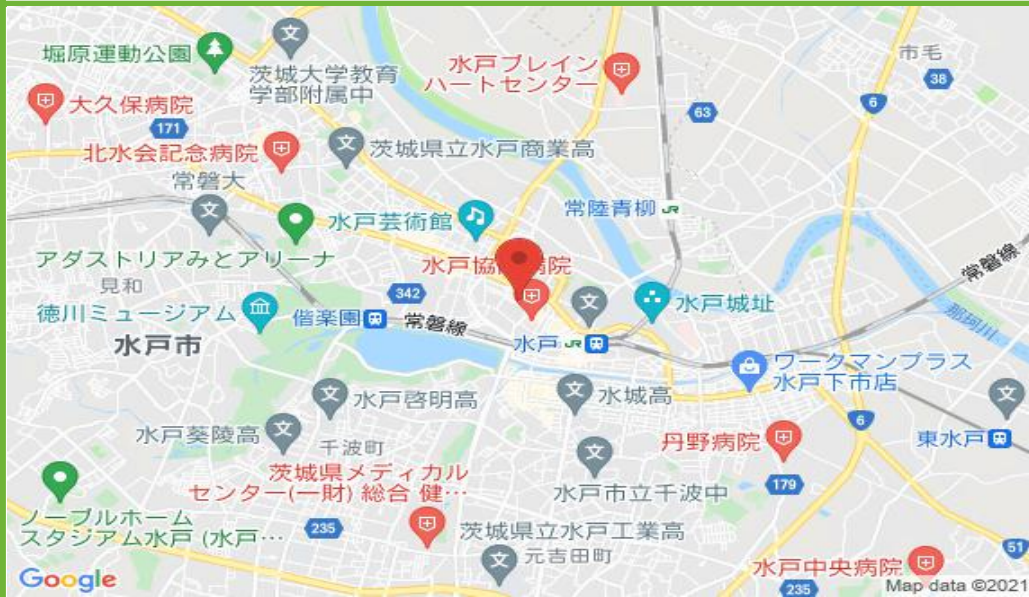 堀原運動公園
茨城大学教育
学部附属中
水戸ブレイン
ハートセンター
市毛
38
6
大久保病院
171
63
北水会記念病院
茨城県立水戸商業高
常磐大
水戸芸術館
常陸青柳 JR
アダストリアみとアリーナ
水戸協同病院
常磐線
見和
342
徳川ミュージアム
偕楽園
常磐線
水戸城址
那珂川
水戸 JR
水戸市
ワークマンプラス
水戸下市店
水戸啓明高
水城高
水戸葵陵高
千波町
丹野病院
6
東水戸
茨城県メディカル
センター(一財) 総合 健…
水戸市立千波中
179
ノーブルホーム
スタジアム水戸 (水戸…
235
茨城県立水戸工業高
元吉田町
水戸中央病院
51
235
Google
Map data ©2021